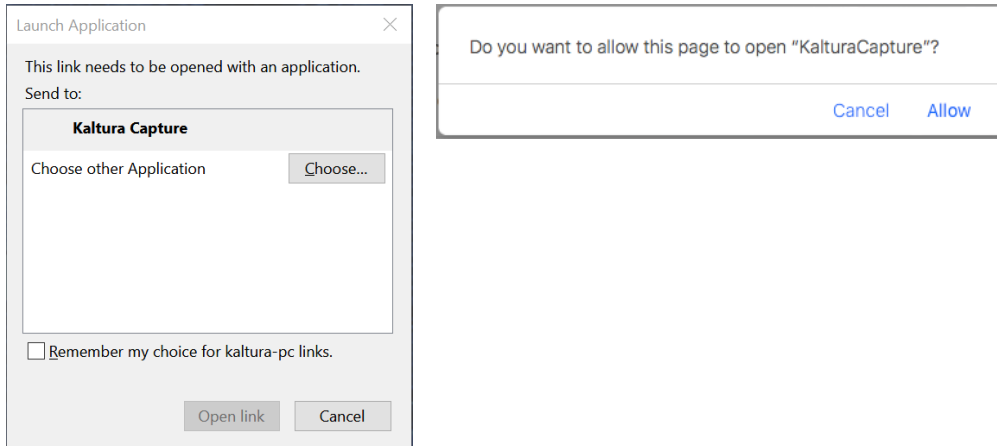 Launch Application
This link needs to be opened with an application.
Send to:
Kaltura Capture
Choose other Application
Choose...
Remember my choice for kaltura-pc links.
Open link
Cancel
Do you want to allow this page to open “KalturaCapture”?
Cancel
Allow